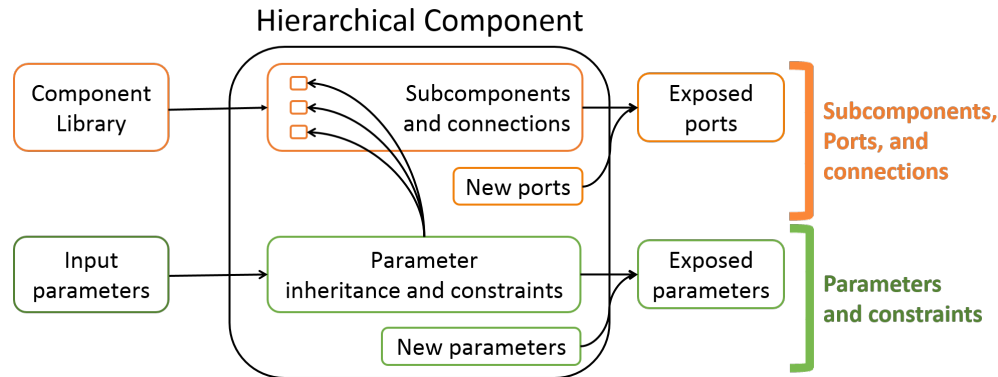 Hierarchical Component
Component
Library
Subcomponents
and connections
Exposed
ports
New ports
Subcomponents,
Ports, and
connections
Input
parameters
Parameter
inheritance and constraints
Exposed
parameters
New parameters
Parameters
and constraints